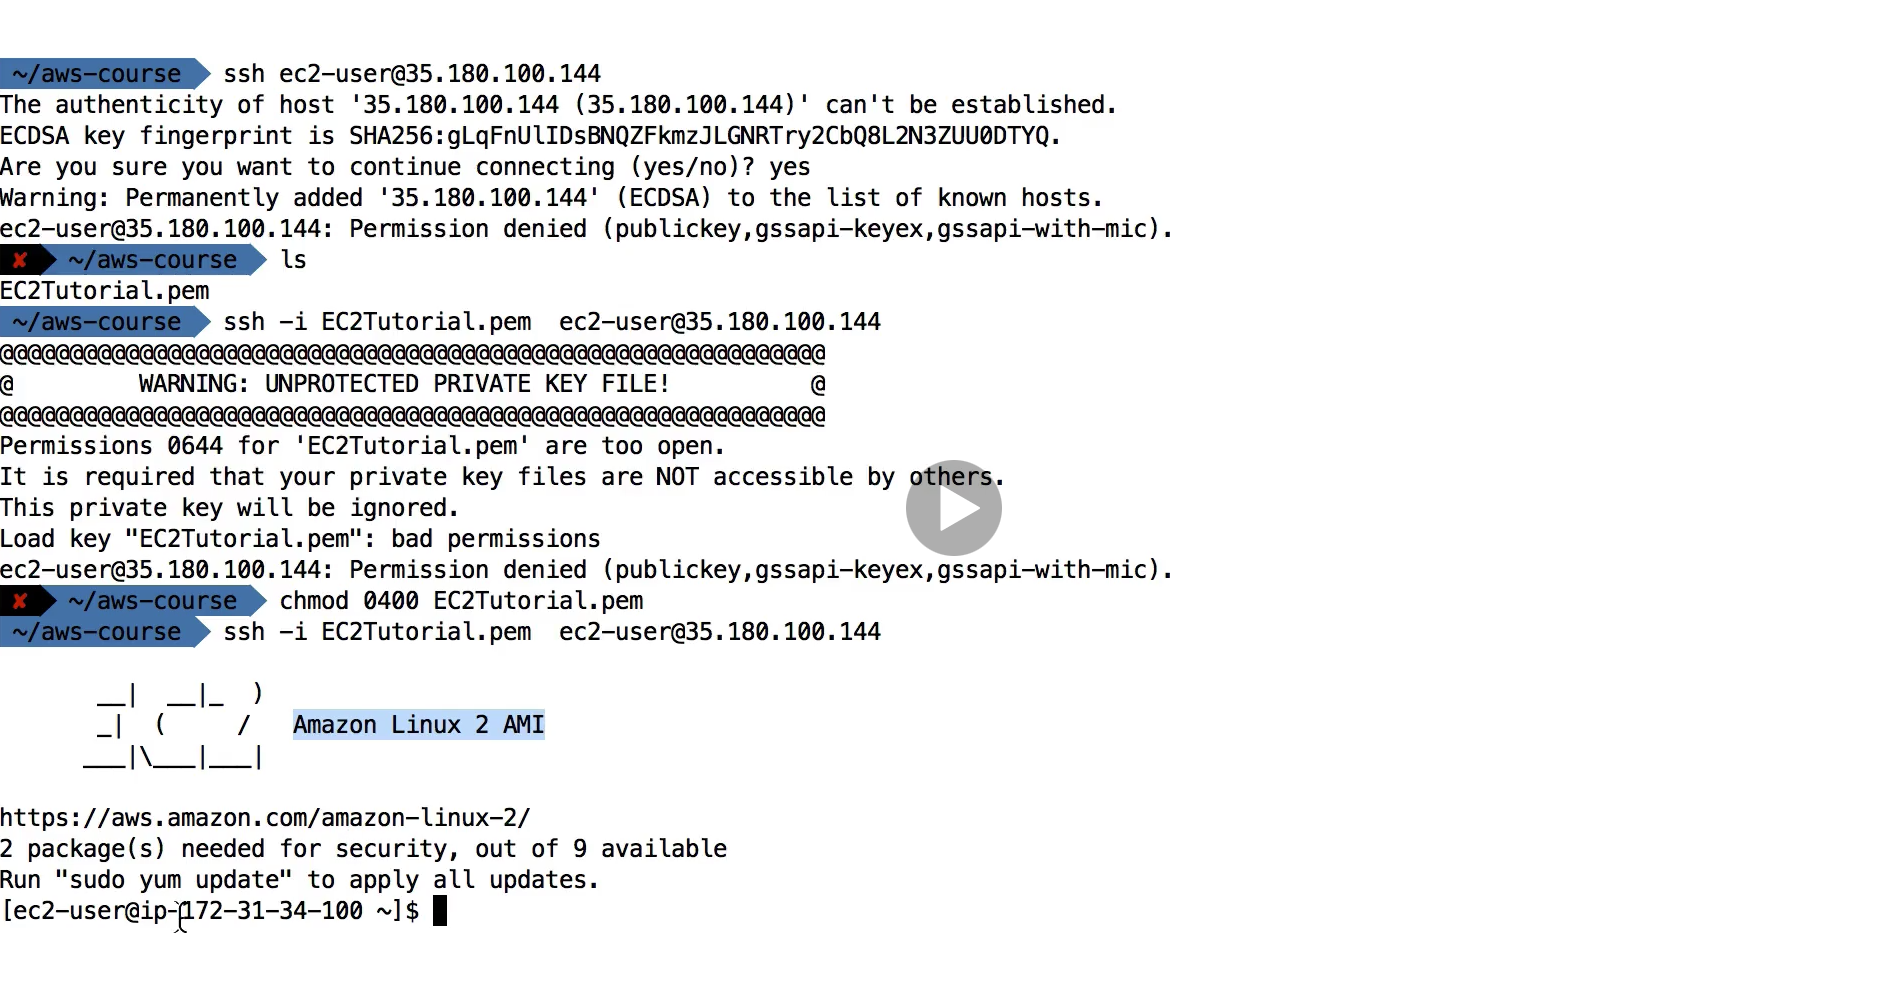 ~/aws-course ssh ec2-user@35.180.100.144
The authenticity of host '35.180.100.144 (35.180.100.144)' can't be established.
ECDSA key fingerprint is SHA256:gLqFnUlIDsBNQZFkmzJLGNRTry2CbQ8L2N3ZUU0DTYQ.
Are you sure you want to continue connecting (yes/no)? yes
Warning: Permanently added '35.180.100.144' (ECDSA) to the list of known hosts.
ec2-user@35.180.100.144: Permission denied (publickey,gssapi-keyex,gssapi-with-mic).
✘ ~/aws-course ls
EC2Tutorial.pem
~/aws-course ssh -i EC2Tutorial.pem  ec2-user@35.180.100.144
@@@@@@@@@@@@@@@@@@@@@@@@@@@@@@@@@@@@@@@@@@@@@@@@@@@@@@@@@@@
@         WARNING: UNPROTECTED PRIVATE KEY FILE!          @
@@@@@@@@@@@@@@@@@@@@@@@@@@@@@@@@@@@@@@@@@@@@@@@@@@@@@@@@@@@
Permissions 0644 for 'EC2Tutorial.pem' are too open.
It is required that your private key files are NOT accessible by others.
This private key will be ignored.
Load key "EC2Tutorial.pem": bad permissions
ec2-user@35.180.100.144: Permission denied (publickey,gssapi-keyex,gssapi-with-mic).
✘ ~/aws-course chmod 0400 EC2Tutorial.pem
~/aws-course ssh -i EC2Tutorial.pem  ec2-user@35.180.100.144
       __|  __|_  )
       _|  (     /   Amazon Linux 2 AMI
      ___|\___|___|
https://aws.amazon.com/amazon-linux-2/
2 package(s) needed for security, out of 9 available
Run "sudo yum update" to apply all updates.
[ec2-user@ip-172-31-34-100 ~]$